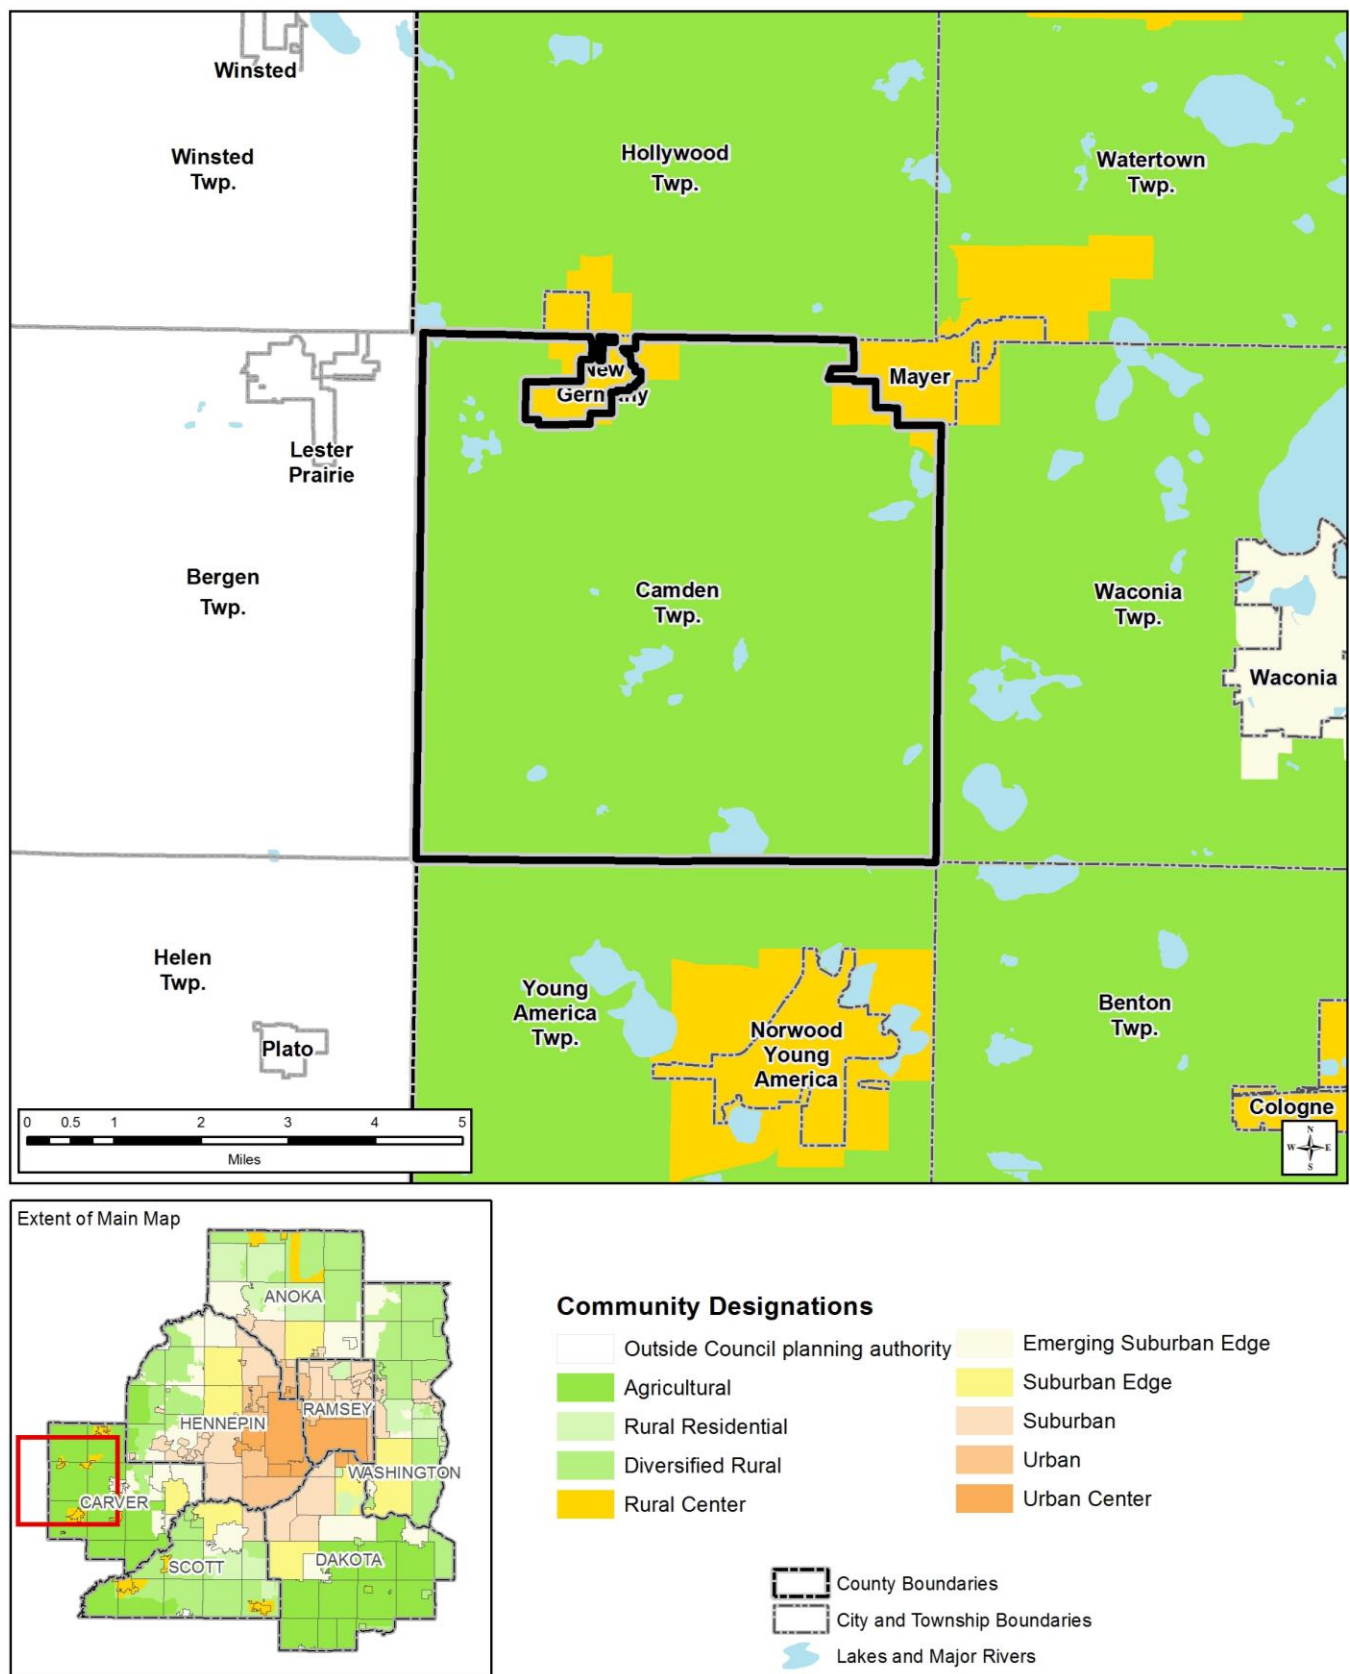 Winsted
Winsted
Twp.
Hollywood
Twp.
Watertown
Twp.
New
Germany
Mayer
Lester
Prairie
Bergen
Twp.
Camden
Twp.
Waconia
Twp.
Waconia
Helen
Twp.
Young
America
Twp.
Norwood
Young
America
Benton
Twp.
Plato
Cologne
0 0.5 1 2 3 4 5
Miles
N
W E
S
Extent of Main Map
ANOKA
HENNEPIN
RAMSEY
WASHINGTON
CARVER
SCOTT
DAKOTA
Community Designations
Outside Council planning authority
Agricultural
Rural Residential
Diversified Rural
Rural Center
Emerging Suburban Edge
Suburban Edge
Suburban
Urban
Urban Center
County Boundaries
City and Township Boundaries
Lakes and Major Rivers